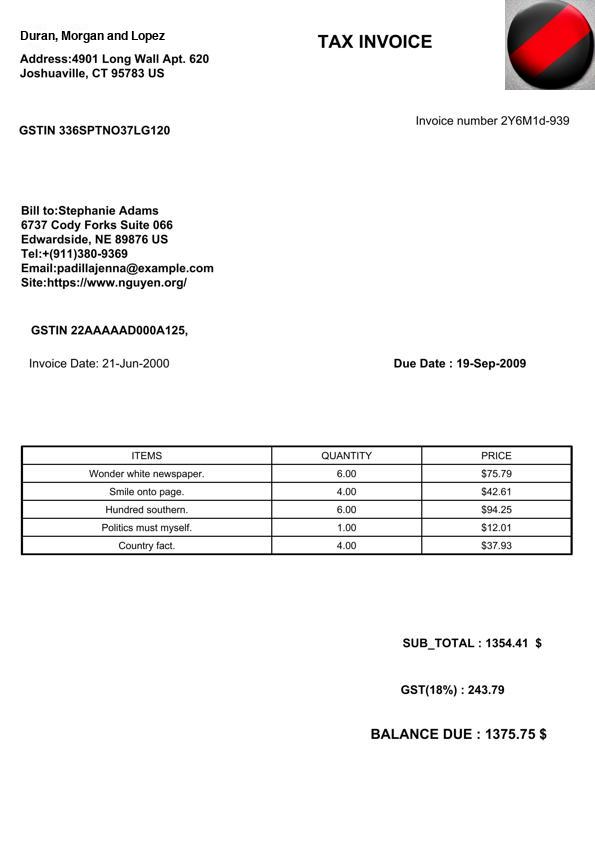 Duran, Morgan and Lopez
TAX INVOICE
Address:4901 Long Wall Apt. 620
Joshuaville, CT 95783 US
Invoice number 2Y6M1d-939
GSTIN 336SPTNO37LG120
Bill to:Stephanie Adams
6737 Cody Forks Suite 066
Edwardside, NE 89876 US
Tel:+(911)380-9369
Email:padillajenna@example.com
Site:https://www.nguyen.org/
GSTIN 22AAAAAD000A125,
Invoice Date: 21-Jun-2000 Due Date : 19-Sep-2009
ITEMS QUANTITY PRICE
Wonder white newspaper. 6.00 $75.79
Smile onto page. 4.00 $42.61
Hundred southern. 6.00 $94.25
Politics must myself. 1.00 $12.01
Country fact. 4.00 $37.93
SUB_TOTAL : 1354.41 $
GST(18%) : 243.79
BALANCE DUE : 1375.75 $